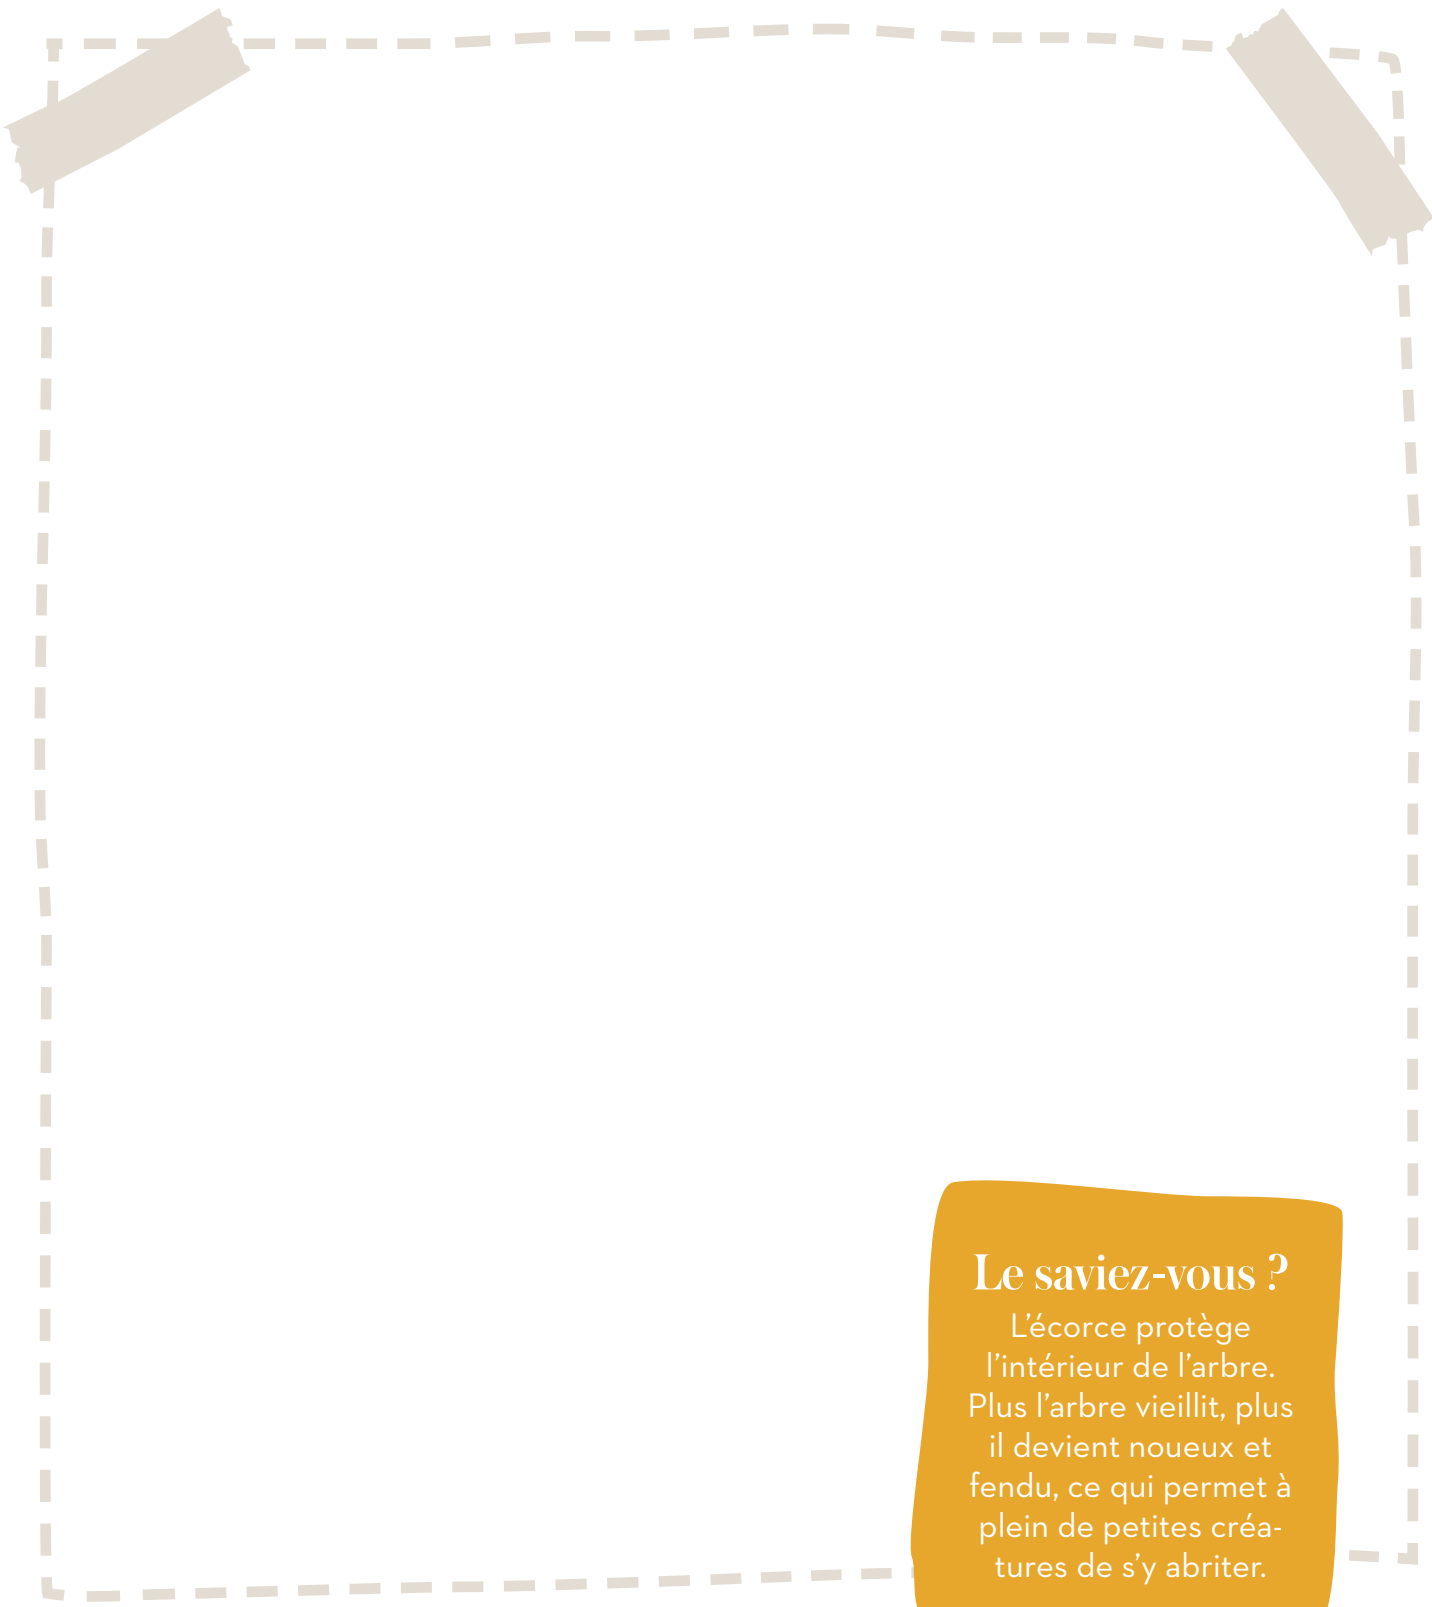 Le saviez-vous ?
L’écorce protège
l’intérieur de l’arbre.
Plus l’arbre vieillit, plus
il devient noueux et
fendu, ce qui permet à
plein de petites créa-
tures de s’y abriter.